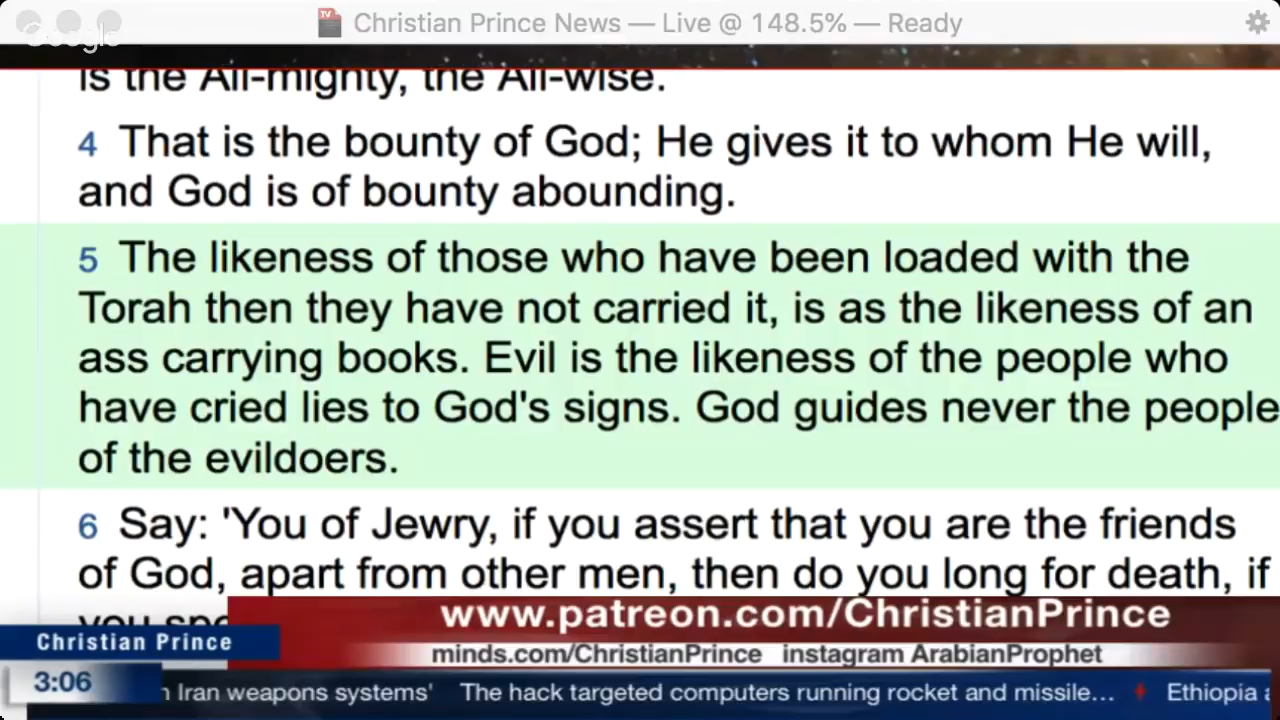 Christian Prince News — Live @ 148.5% — Ready
Google
is the All-mighty, the All-wise.
4 That is the bounty of God; He gives it to whom He will,
and God is of bounty abounding.
5 The likeness of those who have been loaded with the
Torah then they have not carried it, is as the likeness of an
ass carrying books. Evil is the likeness of the people who
have cried lies to God's signs. God guides never the people
of the evildoers.
6 Say: 'You of Jewry, if you assert that you are the friends
of God, apart from other men, then do you long for death, if
you spe
www.patreon.com/ChristianPrince
Christian Prince
minds.com/ChristianPrince instagram ArabianProphet
3:06
n Iran weapons systems' The hack targeted computers running rocket and missile... Ethiopia a